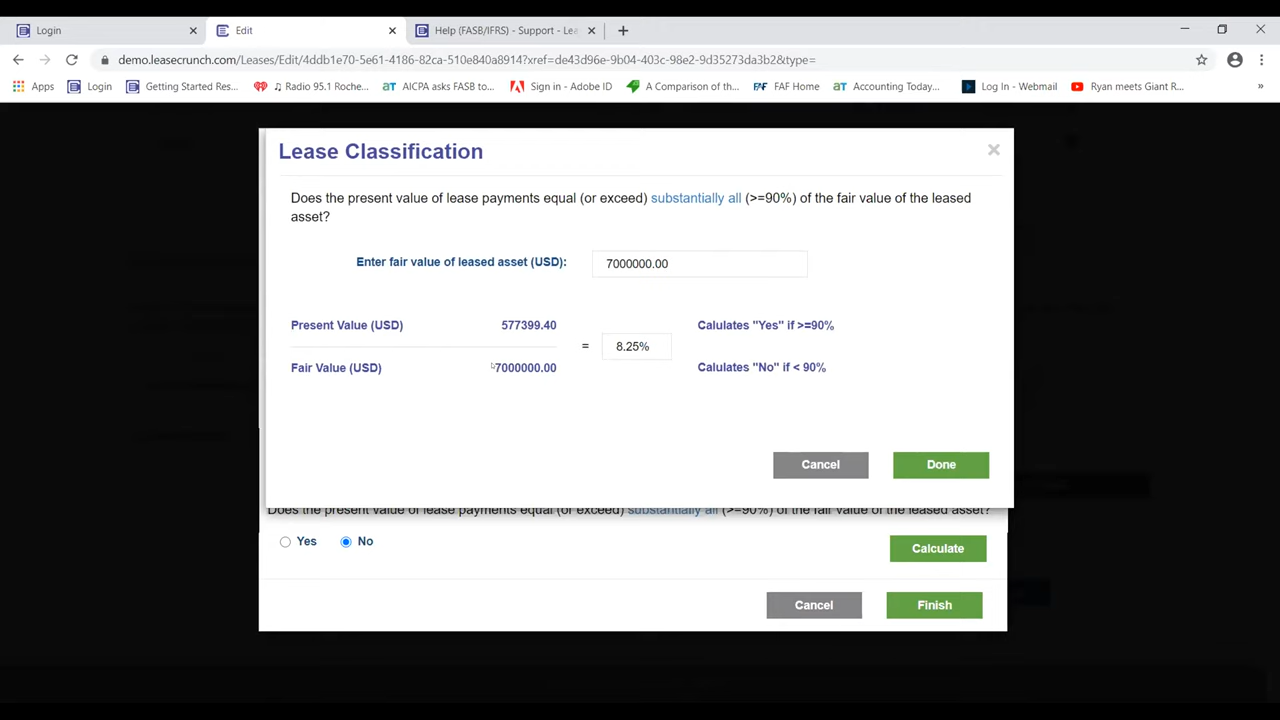 Login
Edit
Help (FASB/IFRS) - Support - Lea
demo.leasecrunch.com/Leases/Edit/4ddb1e70-5e61-4186-82ca-510e840a8914?xref=de43d96e-9b04-403c-98e2-9d35273da3b2&type=
Apps Login Getting Started Res... ♫ Radio 95.1 Roche... AICPA asks FASB to... Sign in - Adobe ID A Comparison of th... FAF Home Accounting Today... Log In - Webmail Ryan meets Giant R... »
Lease Classification
Does the present value of lease payments equal (or exceed) substantially all (>=90%) of the fair value of the leased
asset?
Enter fair value of leased asset (USD): 7000000.00
Present Value (USD) 577399.40 Calulates "Yes" if >=90%
= 8.25%
Fair Value (USD) 7000000.00 Calulates "No" if < 90%
Cancel Done
Does the present value of lease payments equal (or exceed) substantially all (>=90%) of the fair value of the leased asset?
Yes No Calculate
Cancel Finish